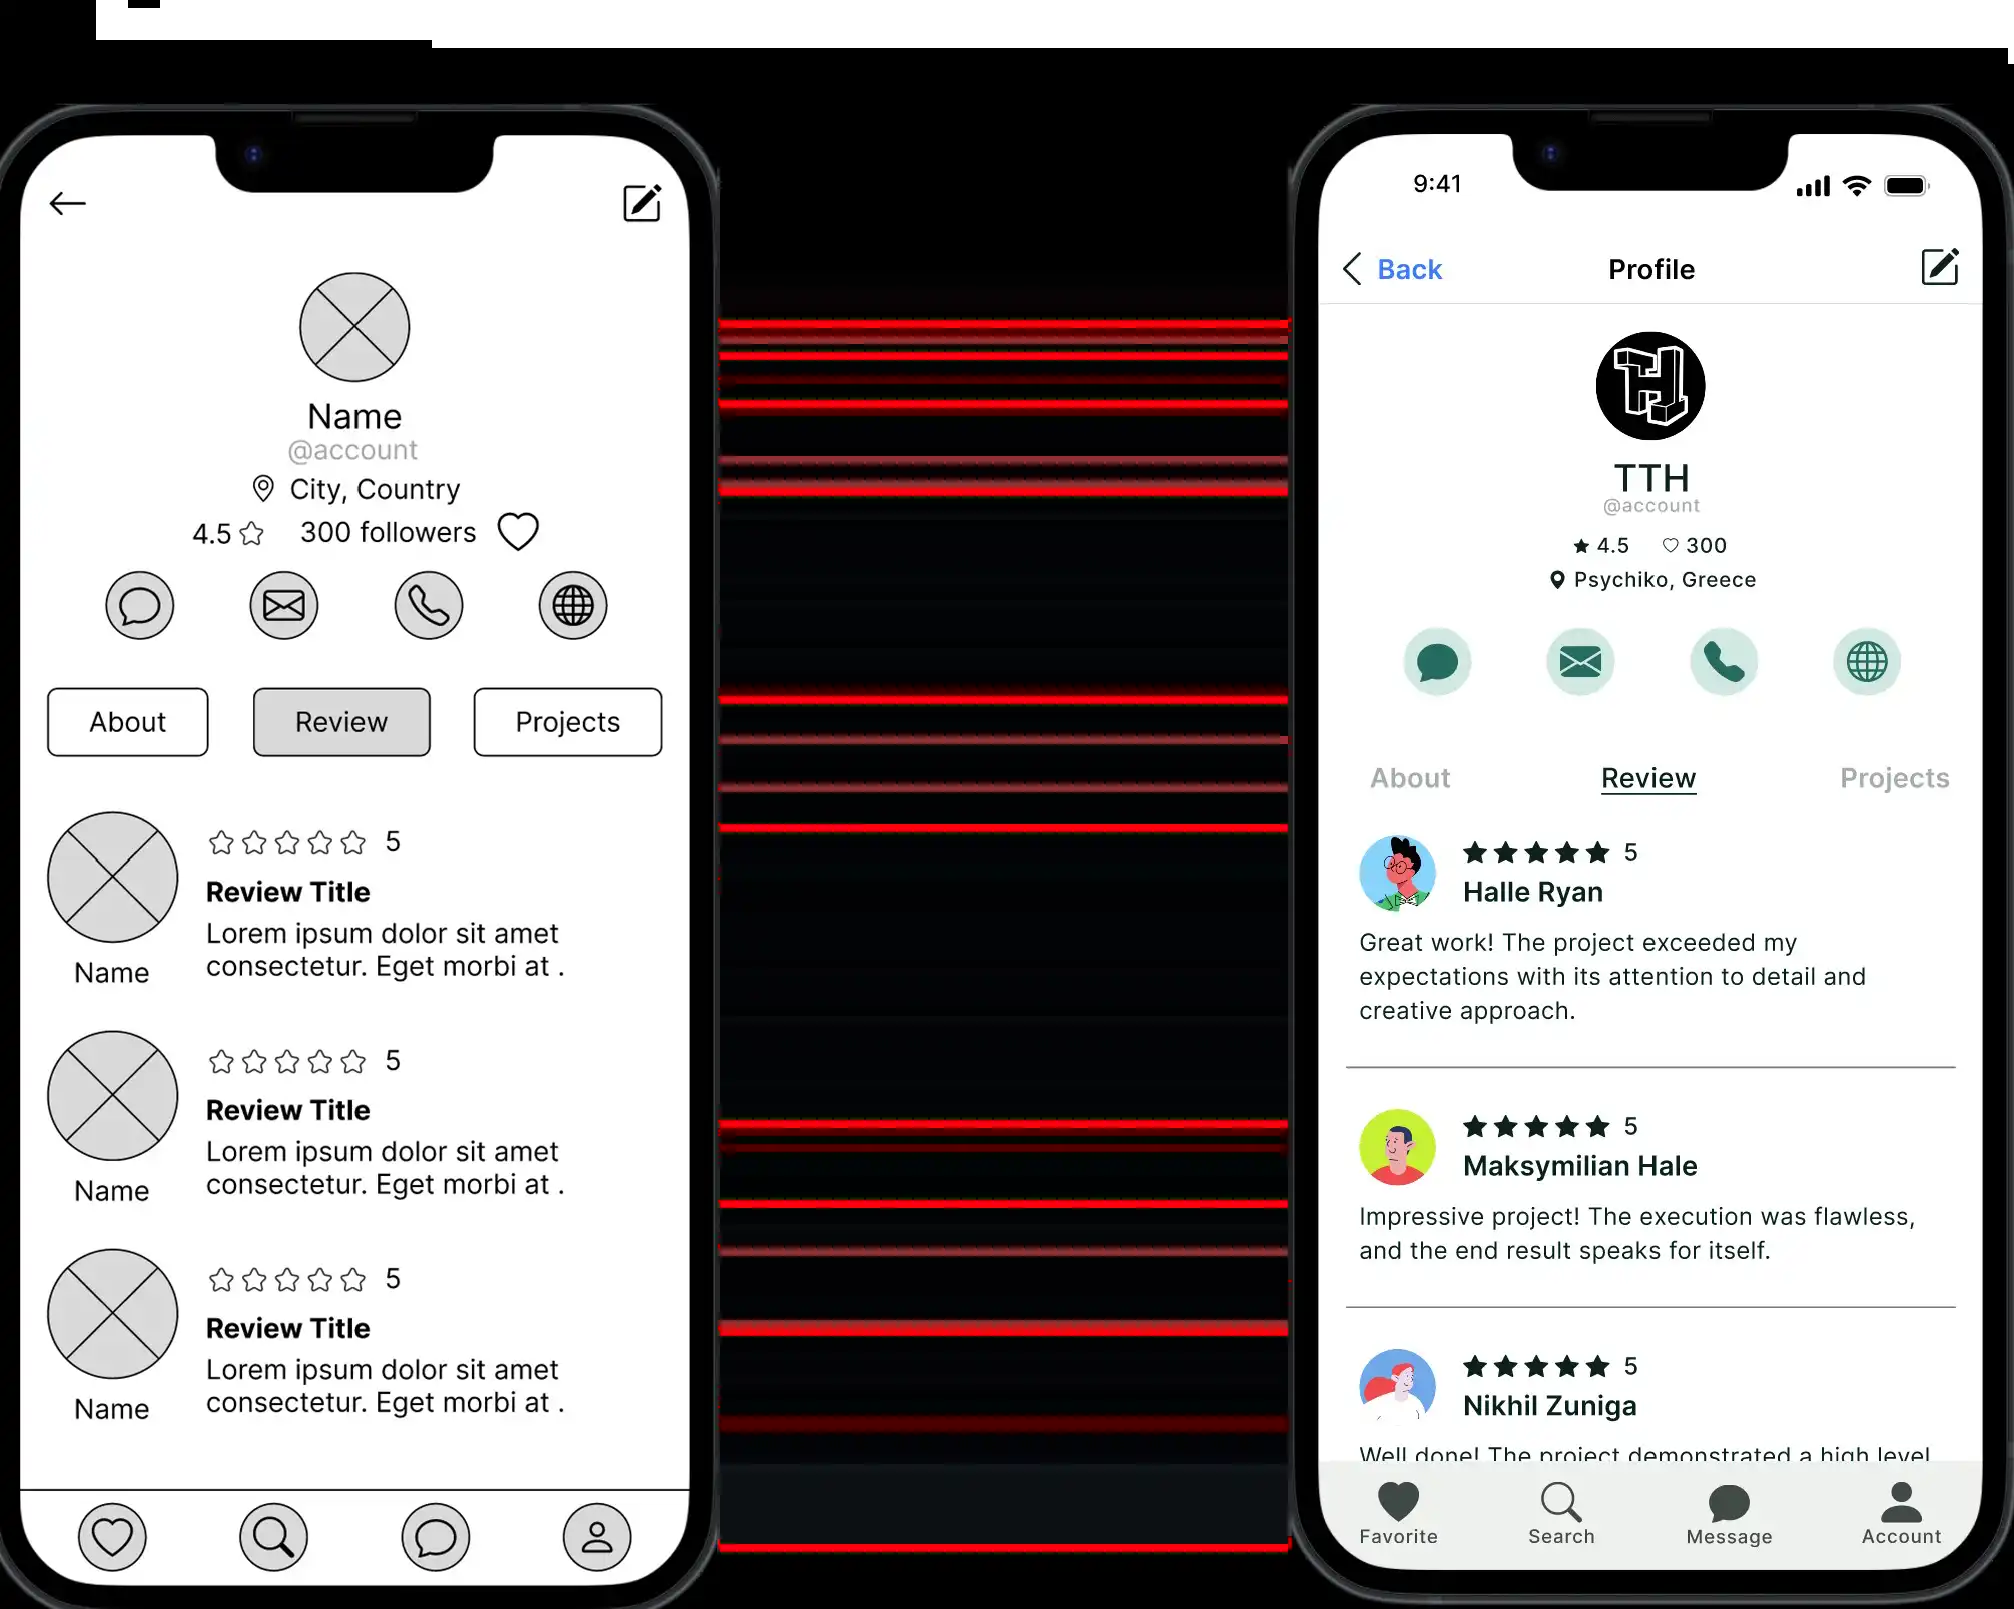 Name
@account
City, Country
4.5 300 followers
About Review Projects
5
Review Title
Lorem ipsum dolor sit amet
consectetur. Eget morbi at .
Name
5
Review Title
Lorem ipsum dolor sit amet
consectetur. Eget morbi at .
Name
5
Review Title
Lorem ipsum dolor sit amet
consectetur. Eget morbi at .
Name
9:41
Back Profile
TTH
@account
4.5 300
Psychiko, Greece
About Review Projects
5
Halle Ryan
Great work! The project exceeded my
expectations with its attention to detail and
creative approach.
5
Maksymilian Hale
Impressive project! The execution was flawless,
and the end result speaks for itself.
5
Nikhil Zuniga
Well done! The project demonstrated a high level
Favorite Search Message Account